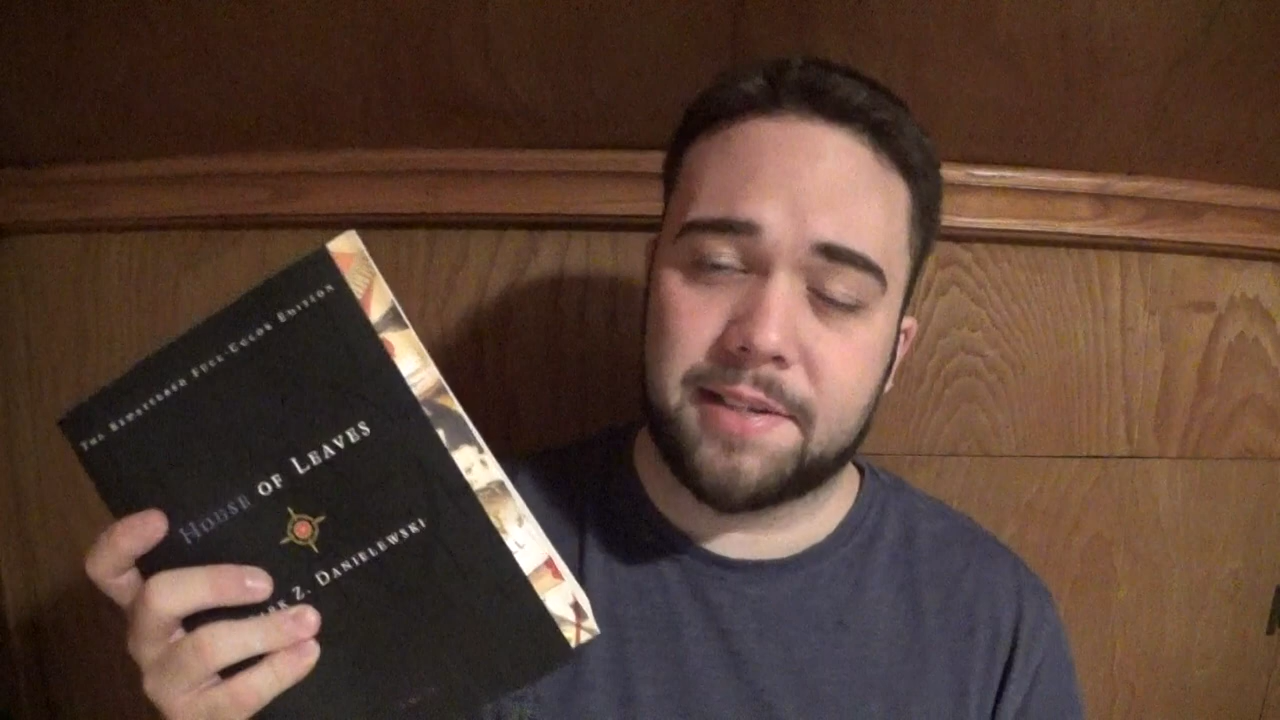 The Remastered Full-Color Edition
House of Leaves
Z. Danielewski